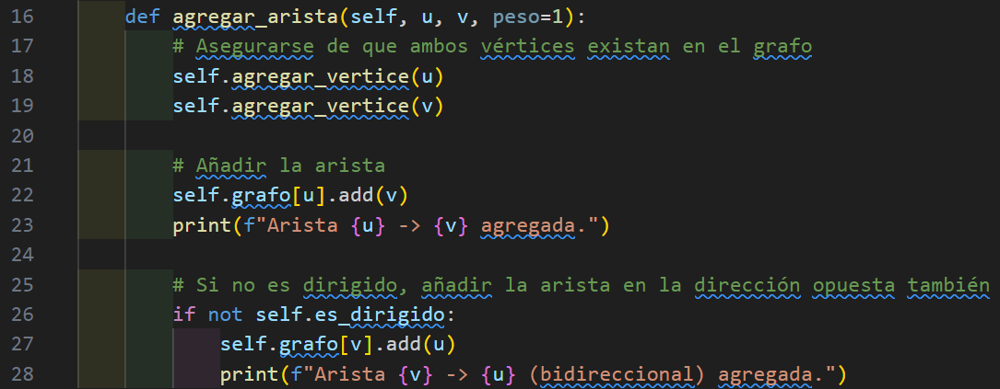 16 def agregar_arista(self, u, v, peso=1):
17 # Asegurarse de que ambos vértices existan en el grafo
18 self.agregar_vertice(u)
19 self.agregar_vertice(v)
20
21 # Añadir la arista
22 self.grafo[u].add(v)
23 print(f"Arista {u} -> {v} agregada.")
24
25 # Si no es dirigido, añadir la arista en la dirección opuesta también
26 if not self.es_dirigido:
27 self.grafo[v].add(u)
28 print(f"Arista {v} -> {u} (bidireccional) agregada.")